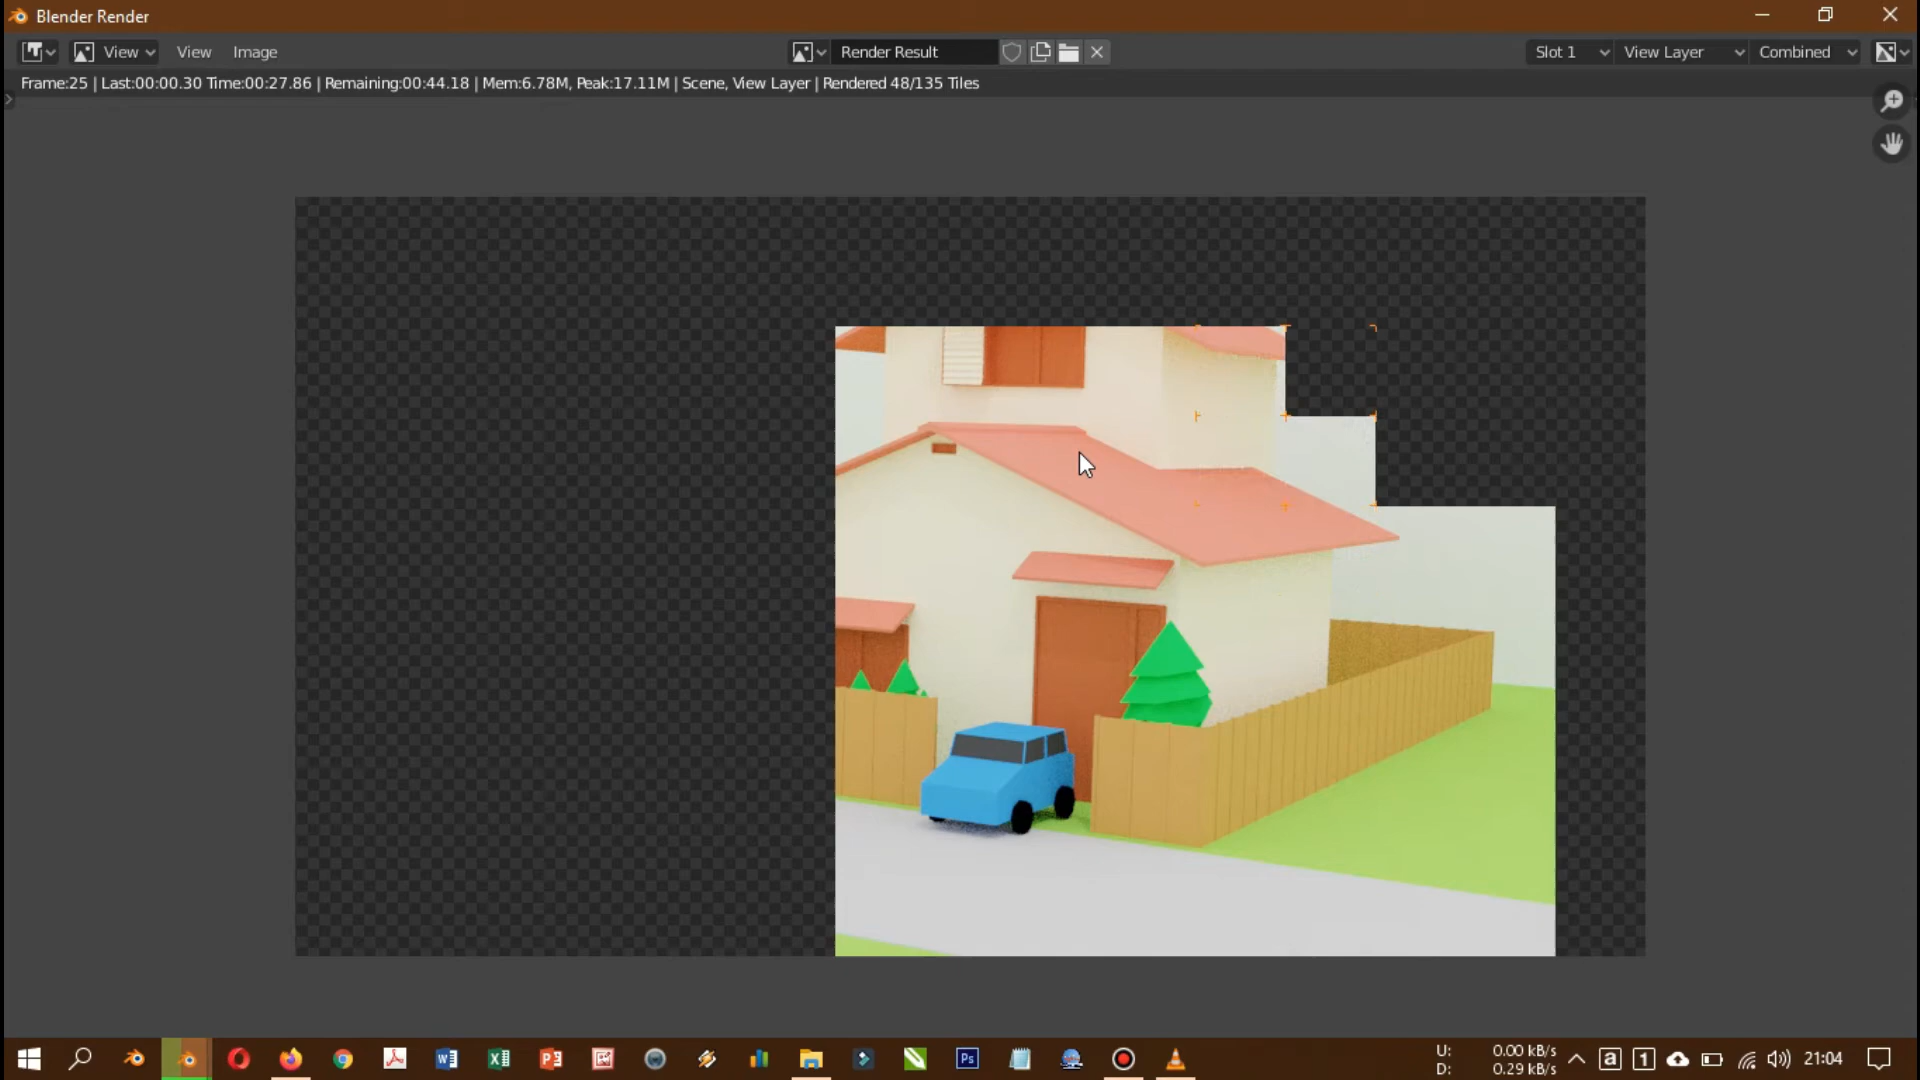 Blender Render
View View Image Render Result Slot 1 View Layer Combined
Frame:25 | Last:00:00.30 Time:00:27.86 | Remaining:00:44.18 | Mem:6.78M, Peak:17.11M | Scene, View Layer | Rendered 48/135 Tiles
U: 0.00 kB/s
D: 0.29 kB/s
a 1 21:04
Ps